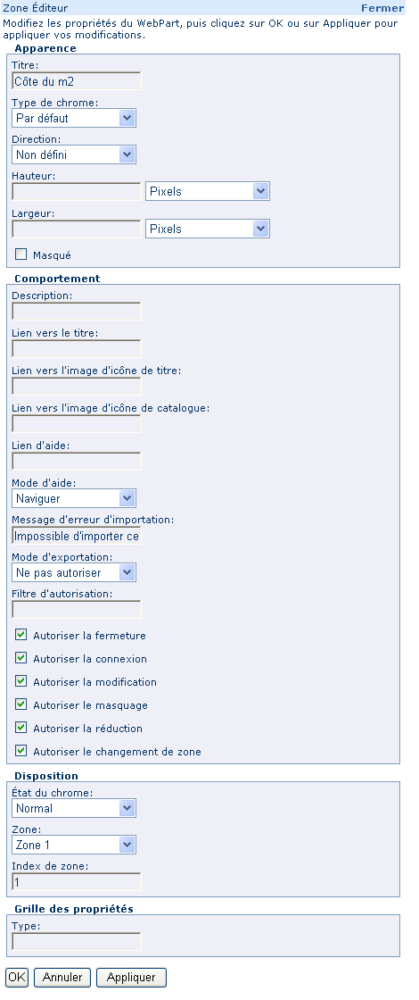 Zone Éditeur Fermer
Modifiez les propriétés du WebPart, puis cliquez sur OK ou sur Appliquer pour
appliquer vos modifications.
Apparence
Titre:
Côte du m2
Type de chrome:
Par défaut
Direction:
Non défini
Hauteur:
Pixels
Largeur:
Pixels
Masqué
Comportement
Description:
Lien vers le titre:
Lien vers l'image d'icône de titre:
Lien vers l'image d'icône de catalogue:
Lien d'aide:
Mode d'aide:
Naviguer
Message d'erreur d'importation:
Impossible d'importer ce
Mode d'exportation:
Ne pas autoriser
Filtre d'autorisation:
Autoriser la fermeture
Autoriser la connexion
Autoriser la modification
Autoriser le masquage
Autoriser la réduction
Autoriser le changement de zone
Disposition
État du chrome:
Normal
Zone:
Zone 1
Index de zone:
1
Grille des propriétés
Type:
OK Annuler Appliquer